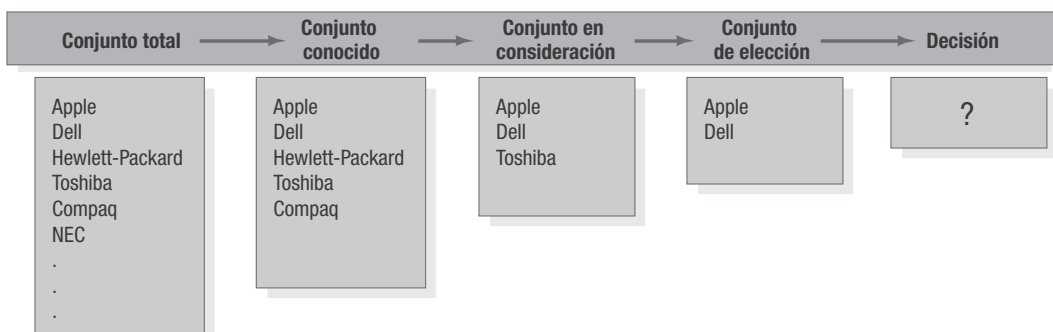 Conjunto total
Conjunto
conocido
Conjunto en
consideración
Conjunto
de elección
Decisión
Apple
Dell
Hewlett-Packard
Toshiba
Compaq
NEC
.
.
.
Apple
Dell
Hewlett-Packard
Toshiba
Compaq
Apple
Dell
Toshiba
Apple
Dell
?